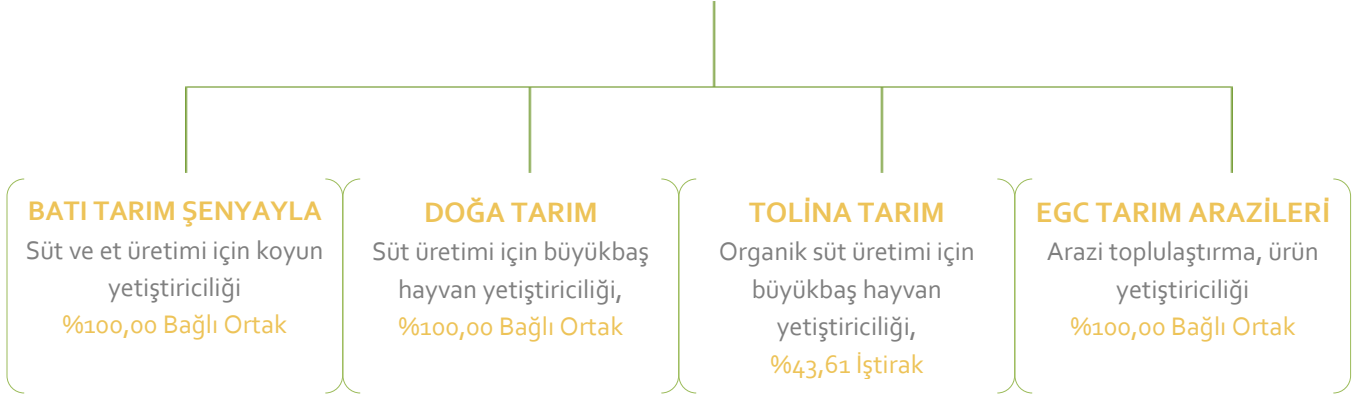 BATI TARIM ŞENYAYLA
Süt ve et üretimi için koyun
yetiştiriciliği
%100,00 Bağlı Ortak
DOĞA TARIM
Süt üretimi için büyükbaş
hayvan yetiştiriciliği,
%100,00 Bağlı Ortak
TOLİNA TARIM
Organik süt üretimi için
büyükbaş hayvan
yetiştiriciliği,
%43,61 İştirak
EGC TARIM ARAZİLERİ
Arazi toplulaştırma, ürün
yetiştiriciliği
%100,00 Bağlı Ortak